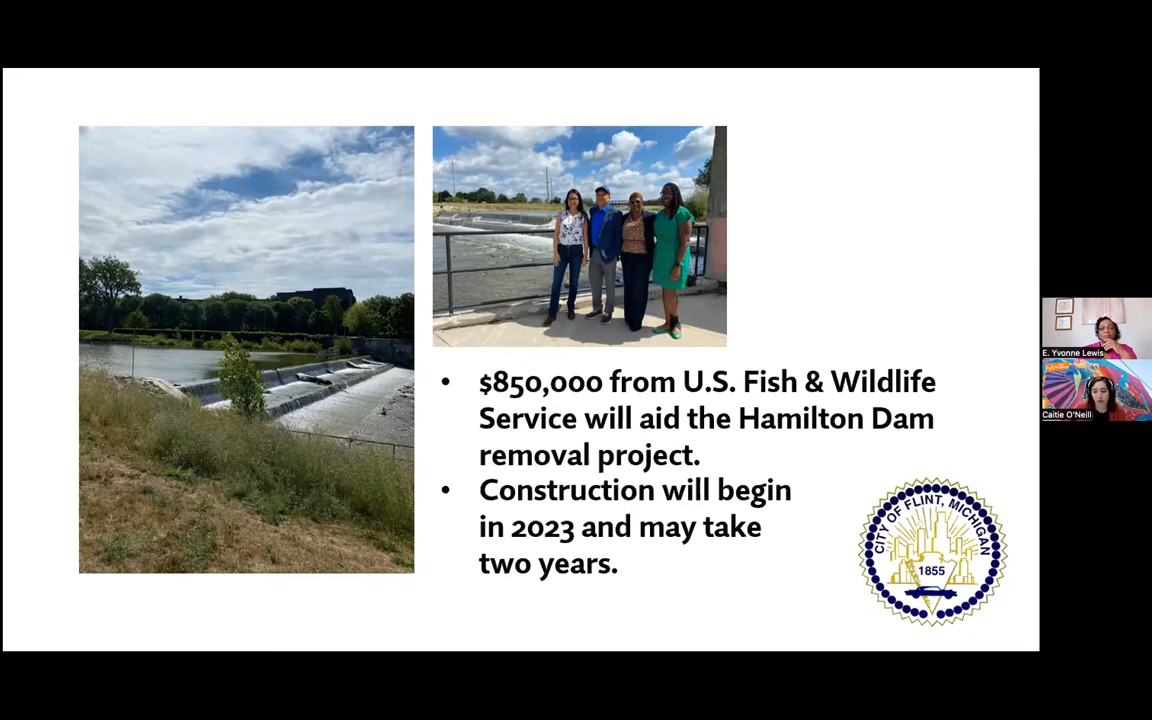 • $850,000 from U.S. Fish & Wildlife
Service will aid the Hamilton Dam
removal project.
• Construction will begin
in 2023 and may take
two years.
CITY OF FLINT, MICHIGAN
1855
E. Yvonne Lewis
Caitie O'Neill